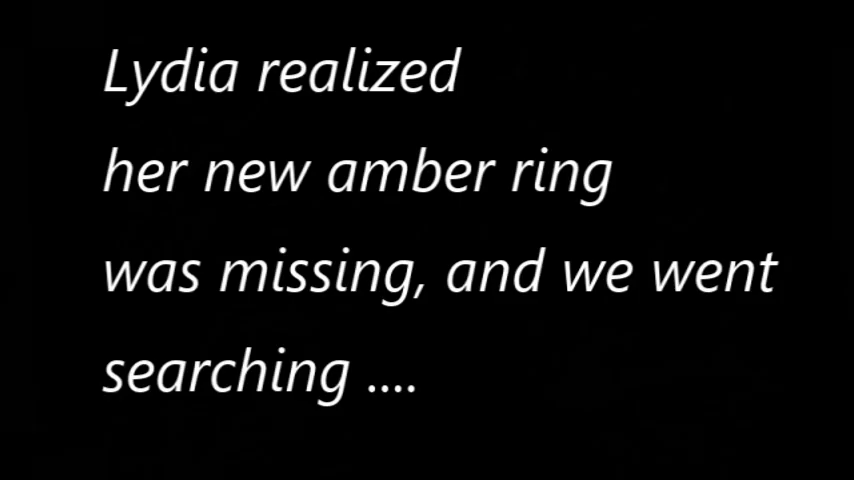 Lydia realized
her new amber ring
was missing, and we went
searching ....